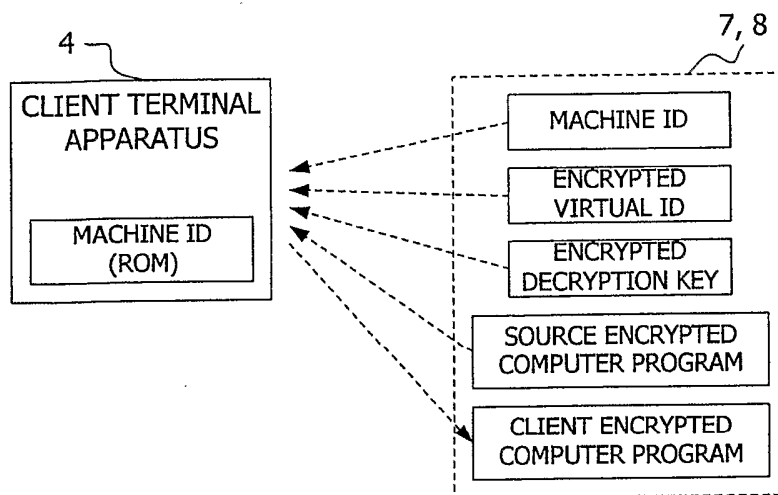 4
7, 8
CLIENT TERMINAL
APPARATUS
MACHINE ID
(ROM)
MACHINE ID
ENCRYPTED
VIRTUAL ID
ENCRYPTED
DECRYPTION KEY
SOURCE ENCRYPTED
COMPUTER PROGRAM
CLIENT ENCRYPTED
COMPUTER PROGRAM